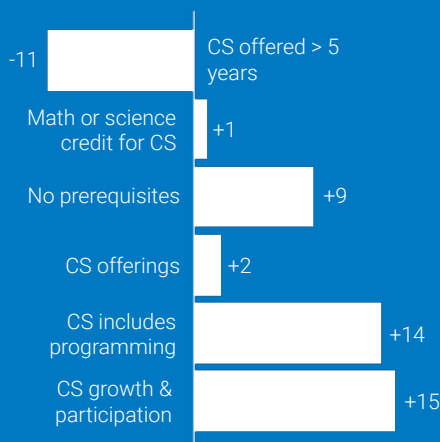 -11
CS offered > 5
years
Math or science
credit for CS
+1
No prerequisites
+9
CS offerings
+2
CS includes
programming
+14
CS growth &
participation
+15